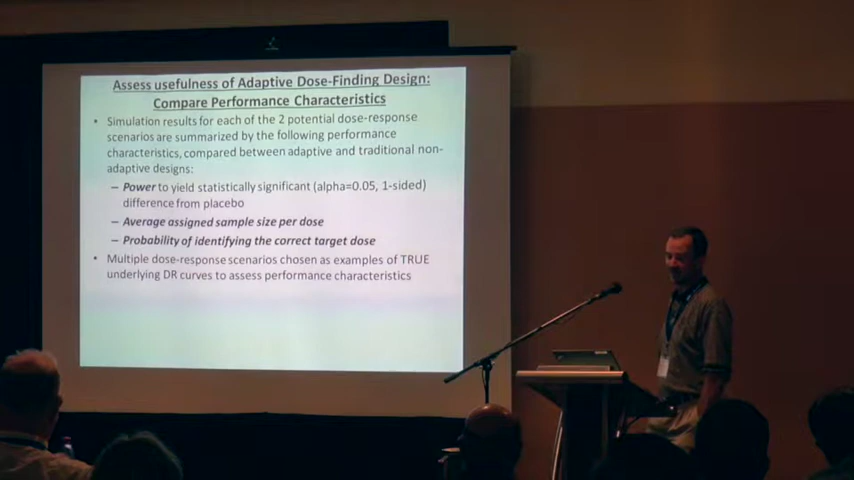 Assess usefulness of Adaptive Dose-Finding Design:
Compare Performance Characteristics
• Simulation results for each of the 2 potential dose-response
scenarios are summarized by the following performance
characteristics, compared between adaptive and traditional non-
adaptive designs:
– Power to yield statistically significant (alpha=0.05, 1-sided)
difference from placebo
– Average assigned sample size per dose
– Probability of identifying the correct target dose
• Multiple dose-response scenarios chosen as examples of TRUE
underlying DR curves to assess performance characteristics